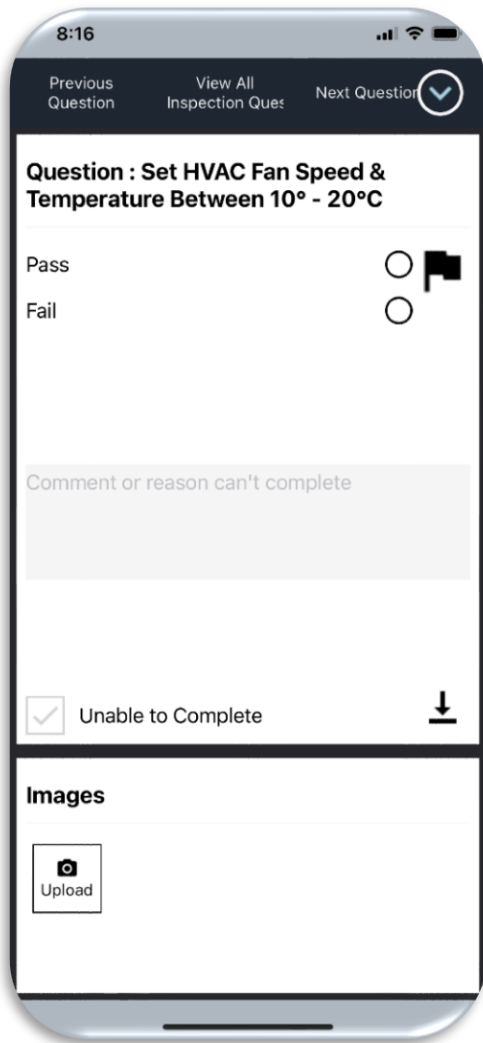 8:16
Previous
Question
View All
Inspection Ques
Next Question
Question : Set HVAC Fan Speed &
Temperature Between 10° - 20°C
Pass
Fail
Comment or reason can't complete
Unable to Complete
Images
Upload